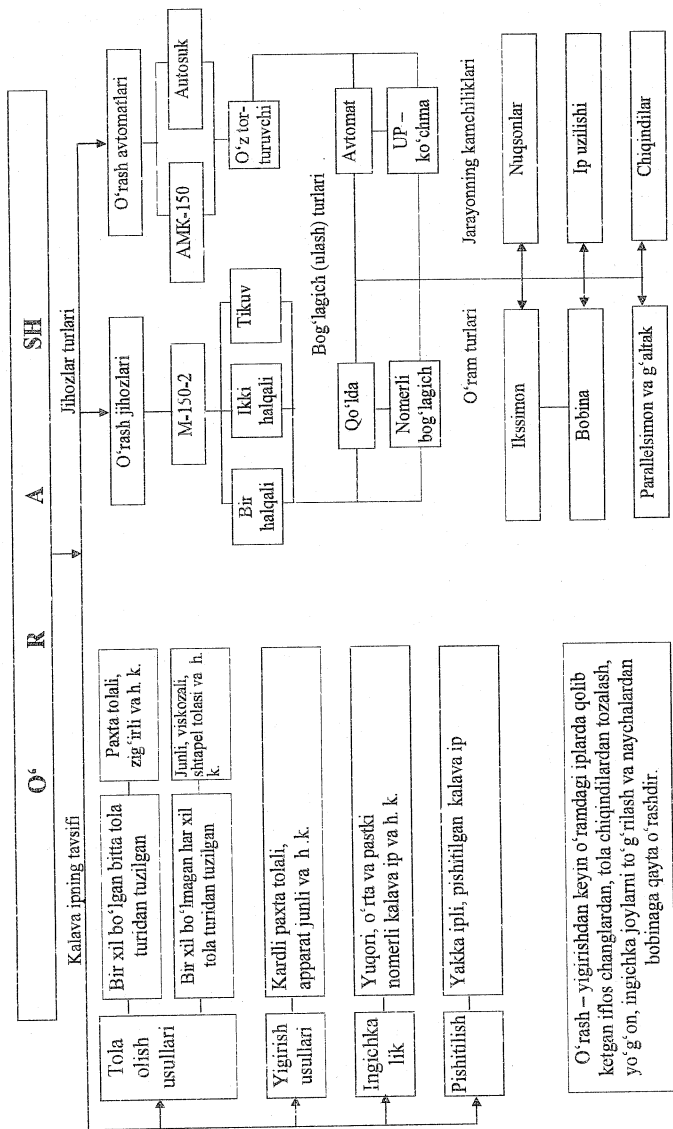 O‘ R A SH
Kalava ipning tavsifi
Jihozlar turlari
Tola
olish
usullari
Bir xil bo‘lgan bitta tola
turidan tuzilgan
Paxta tolali,
zig‘irli va h. k.
Bir xil bo‘lmagan har xil
tola turidan tuzilgan
Junli, viskozali,
shtapel tolasi va h.
k.
Yigirish
usullari
Kardli paxta tolali,
apparat junli va h .k.
Ingichka
lik
Yuqori, o‘rta va pastki
nomerli kalava ip va h. k.
Pishitilish
Yakka ipli, pishitilgan kalava ip
O‘rash – yigirishdan keyin o‘ramdagi iplarda qolib
ketgan iflos changlardan, tola chiqindilardan tozalash,
yo‘g‘on, ingichka joylarni to‘g‘rilash va naychalardan
bobinaga qayta o‘rashdir.
O‘rash jihozlari
O‘rash avtomatlari
M-150-2
AMK-150
Autosuk
Bir
halqali
Ikki
halqali
Tikuv
O‘z tor-
turuvchi
Bog‘lagich (ulash) turlari
Qo‘lda
Avtomat
Nomerli
bog‘lagich
UP –
ko‘chma
O‘ram turlari
Jarayonning kamchiliklari
Ikssimon
Nuqsonlar
Bobina
Ip uzilishi
Parallelsimon va g‘altak
Chiqindilar